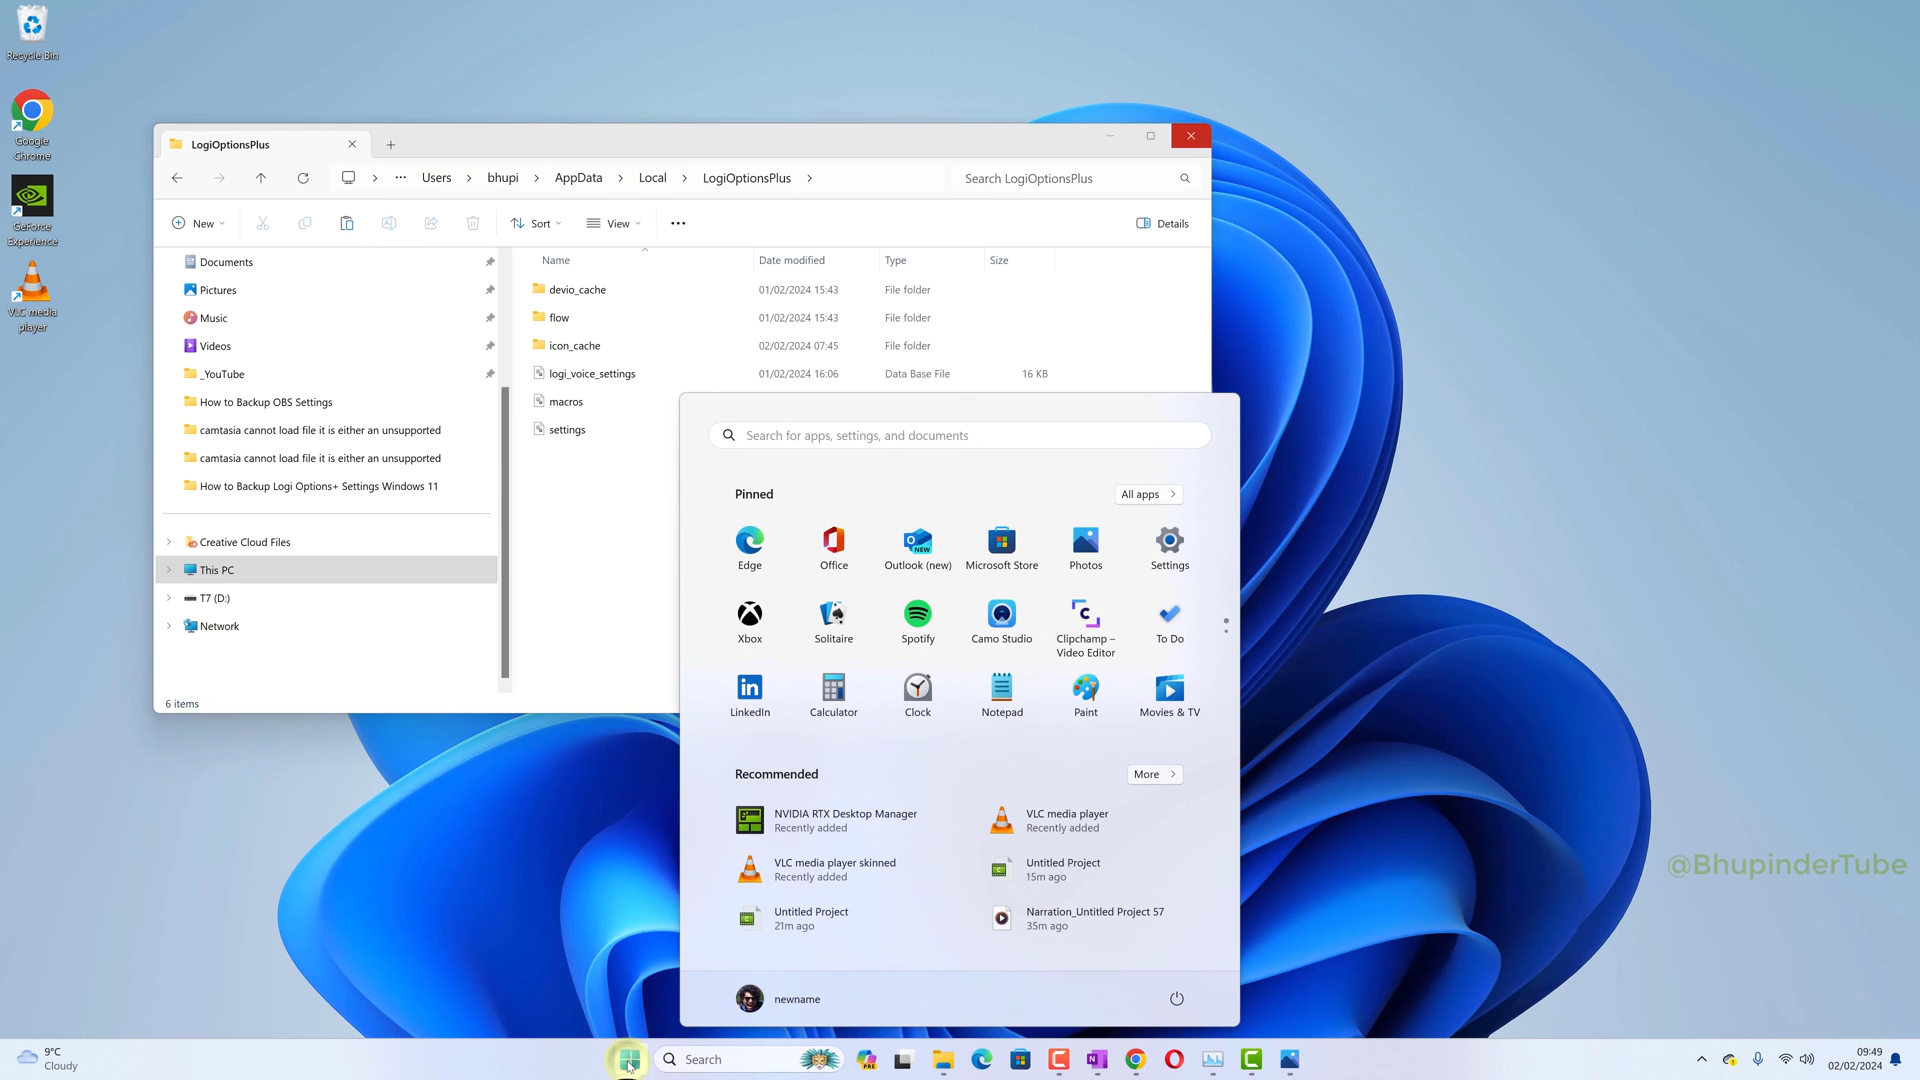 Recycle Bin
Google
Chrome
GeForce
Experience
VLC media
player
LogiOptionsPlus
Users
bhupi
AppData
Local
LogiOptionsPlus
Search LogiOptionsPlus
New
Sort
View
Details
Documents
Pictures
Music
Videos
_YouTube
How to Backup OBS Settings
camtasia cannot load file it is either an unsupported
camtasia cannot load file it is either an unsupported
How to Backup Logi Options+ Settings Windows 11
Creative Cloud Files
This PC
T7 (D:)
Network
6 items
Name Date modified Type Size
devio_cache 01/02/2024 15:43 File folder
flow 01/02/2024 15:43 File folder
icon_cache 02/02/2024 07:45 File folder
logi_voice_settings 01/02/2024 16:06 Data Base File 16 KB
macros
settings
Search for apps, settings, and documents
Pinned All apps
Edge Office Outlook (new) Microsoft Store Photos Settings
NEW
Xbox Solitaire Spotify Camo Studio Clipchamp – To Do
Video Editor
LinkedIn Calculator Clock Notepad Paint Movies & TV
Recommended More
NVIDIA RTX Desktop Manager
Recently added
VLC media player
Recently added
VLC media player skinned
Recently added
Untitled Project
15m ago
Untitled Project
21m ago
Narration_Untitled Project 57
35m ago
newname
@BhupinderTube
9°C
Cloudy
Search
PRE
09:49
02/02/2024